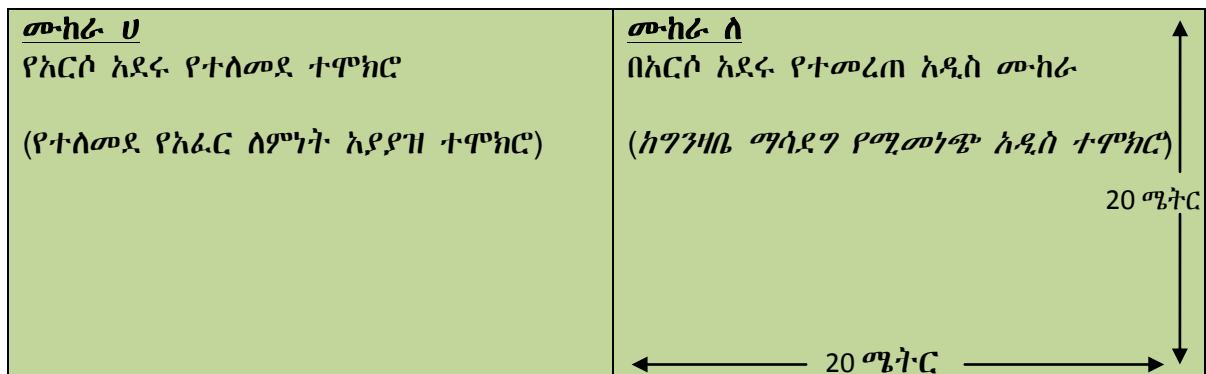 ሙከራ ሀ
የአርሶ አደሩ የተለመደ ተሞክሮ
(የተለመደ የአፈር ለምነት አያያዝ ተሞክሮ)
ሙከራ ለ
በአርሶ አደሩ የተመረጠ አዲስ ሙከራ
(ከግንዛቤ ማሳደግ የሚመነጭ አዲስ ተሞክሮ)
20 ሜትር
20 ሜትር